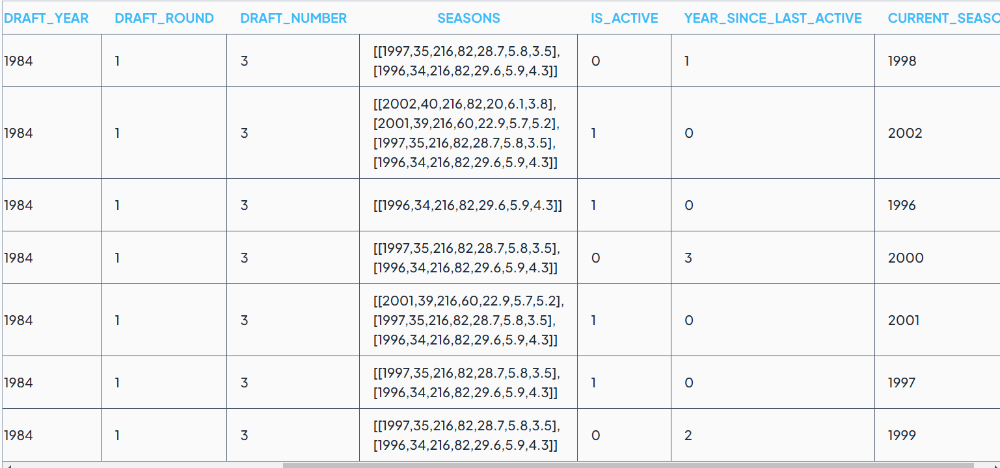 DRAFT_YEAR DRAFT_ROUND DRAFT_NUMBER SEASONS IS_ACTIVE YEAR_SINCE_LAST_ACTIVE CURRENT_SEASO
1984 1 3 [[1997,35,216,82,28.7,5.8,3.5], 0 1 1998
[1996,34,216,82,29.6,5.9,4.3]]
[[2002,40,216,82,20,6.1,3.8],
[2001,39,216,60,22.9,5.7,5.2],
1984 1 3 1 0 2002
[1997,35,216,82,28.7,5.8,3.5],
[1996,34,216,82,29.6,5.9,4.3]]
1984 1 3 [[1996,34,216,82,29.6,5.9,4.3]] 1 0 1996
1984 1 3 [[1997,35,216,82,28.7,5.8,3.5], 0 3 2000
[1996,34,216,82,29.6,5.9,4.3]]
[[2001,39,216,60,22.9,5.7,5.2],
1984 1 3 [1997,35,216,82,28.7,5.8,3.5], 1 0 2001
[1996,34,216,82,29.6,5.9,4.3]]
1984 1 3 [[1997,35,216,82,28.7,5.8,3.5], 1 0 1997
[1996,34,216,82,29.6,5.9,4.3]]
1984 1 3 [[1997,35,216,82,28.7,5.8,3.5], 0 2 1999
[1996,34,216,82,29.6,5.9,4.3]]